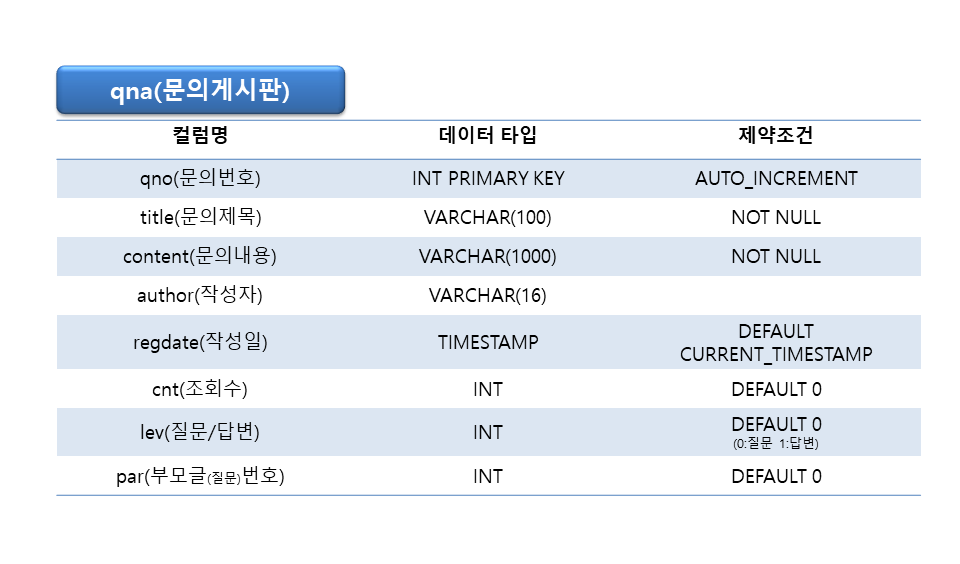 qna(문의게시판)
컬럼명 데이터 타입 제약조건
qno(문의번호) INT PRIMARY KEY AUTO_INCREMENT
title(문의제목) VARCHAR(100) NOT NULL
content(문의내용) VARCHAR(1000) NOT NULL
author(작성자) VARCHAR(16)
regdate(작성일) TIMESTAMP DEFAULT
CURRENT_TIMESTAMP
cnt(조회수) INT DEFAULT 0
lev(질문/답변) INT DEFAULT 0
(0:질문 1:답변)
par(부모글(질문)번호) INT DEFAULT 0